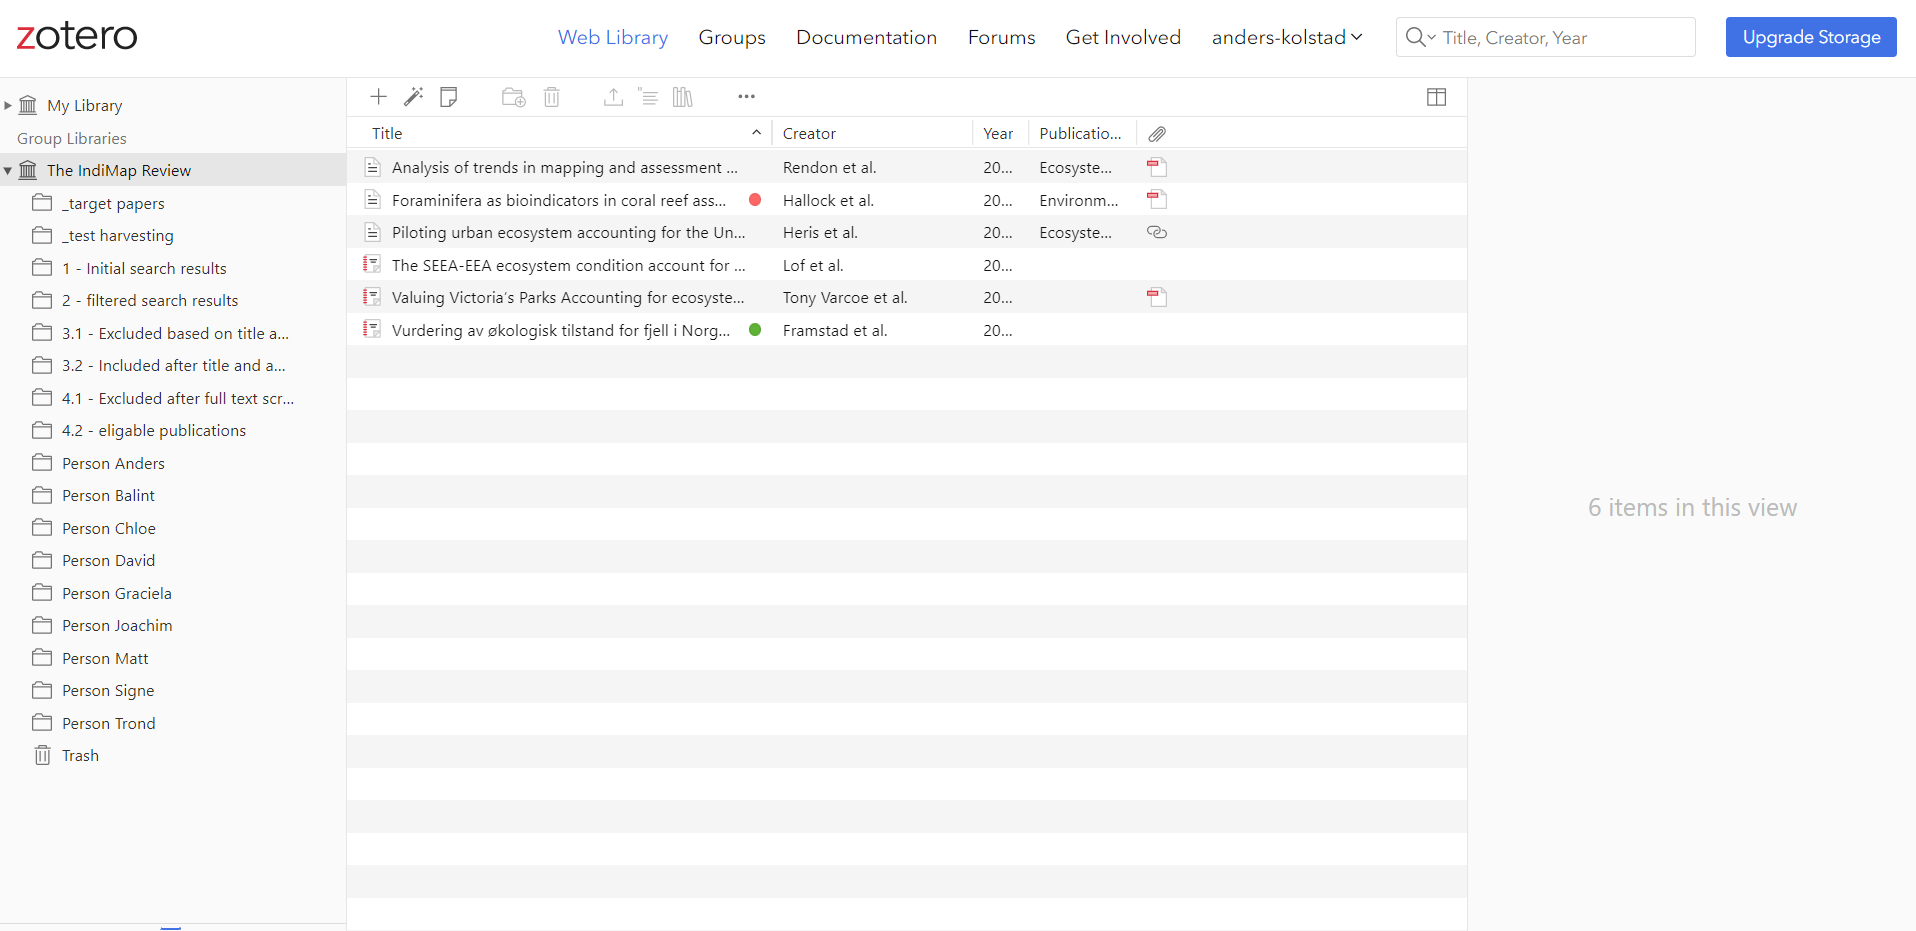 zotero
Web Library Groups Documentation Forums Get Involved anders-kolstad Title, Creator, Year Upgrade Storage
My Library
Group Libraries
The IndiMap Review
_target papers
_test harvesting
1 - Initial search results
2 - filtered search results
3.1 - Excluded based on title a...
3.2 - Included after title and a...
4.1 - Excluded after full text scr...
4.2 - eligable publications
Person Anders
Person Balint
Person Chloe
Person David
Person Graciela
Person Joachim
Person Matt
Person Signe
Person Trond
Trash
Title Creator Year Publicatio...
Analysis of trends in mapping and assessment ... Rendon et al. 20... Ecosyste...
Foraminifera as bioindicators in coral reef ass... Hallock et al. 20... Environm...
Piloting urban ecosystem accounting for the Un... Heris et al. 20... Ecosyste...
The SEEA-EEA ecosystem condition account for ... Lof et al. 20...
Valuing Victoria's Parks Accounting for ecosyste... Tony Varcoe et al. 20...
Vurdering av økologisk tilstand for fjell i Norg... Framstad et al. 20...
6 items in this view